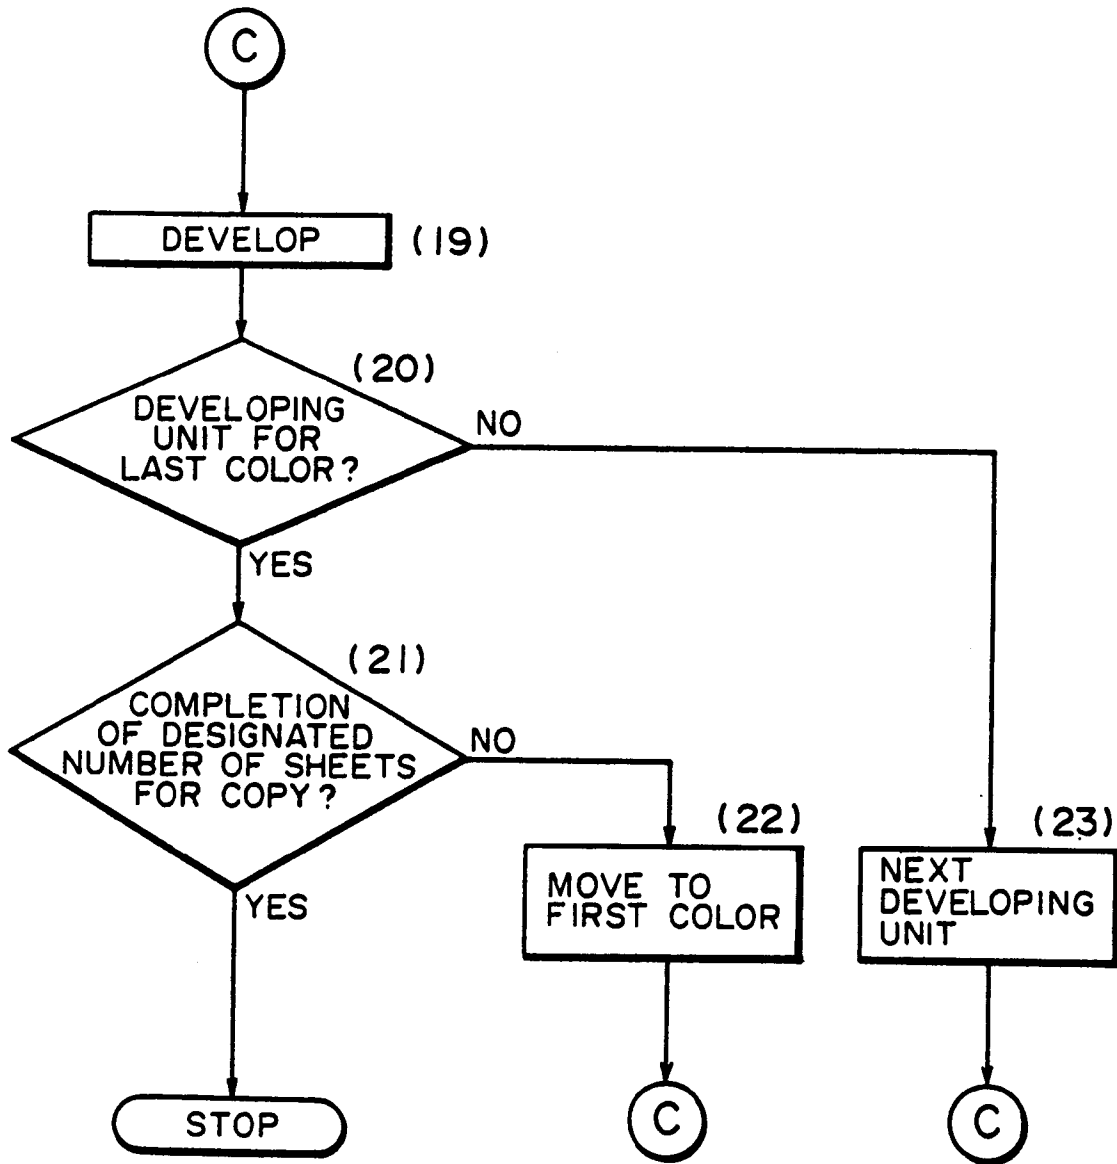 C
DEVELOP
(19)
(20)
DEVELOPING
UNIT FOR
LAST COLOR?
NO
YES
(21)
COMPLETION
OF DESIGNATED
NUMBER OF SHEETS
FOR COPY?
NO
YES
(22)
MOVE TO
FIRST COLOR
(23)
NEXT
DEVELOPING
UNIT
STOP
C
C